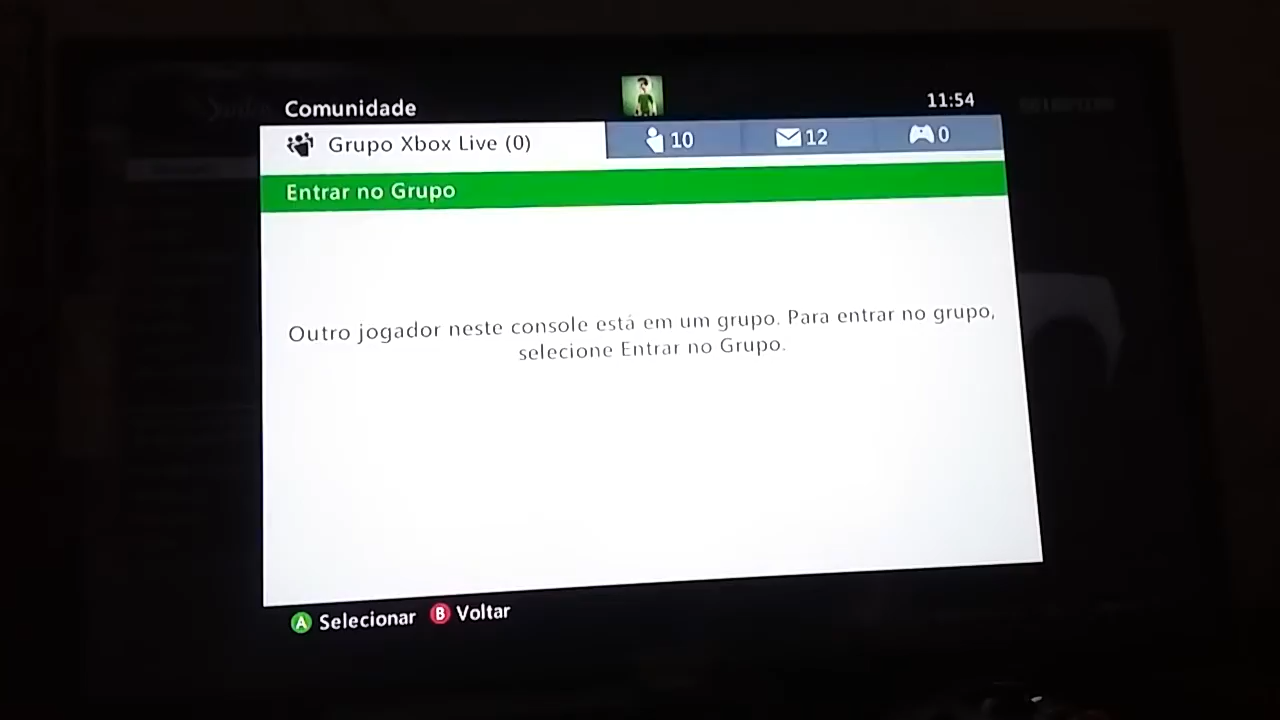 Comunidade
11:54
Grupo Xbox Live (0)
10
12
0
Entrar no Grupo
Outro jogador neste console está em um grupo. Para entrar no grupo,
selecione Entrar no Grupo.
A Selecionar B Voltar